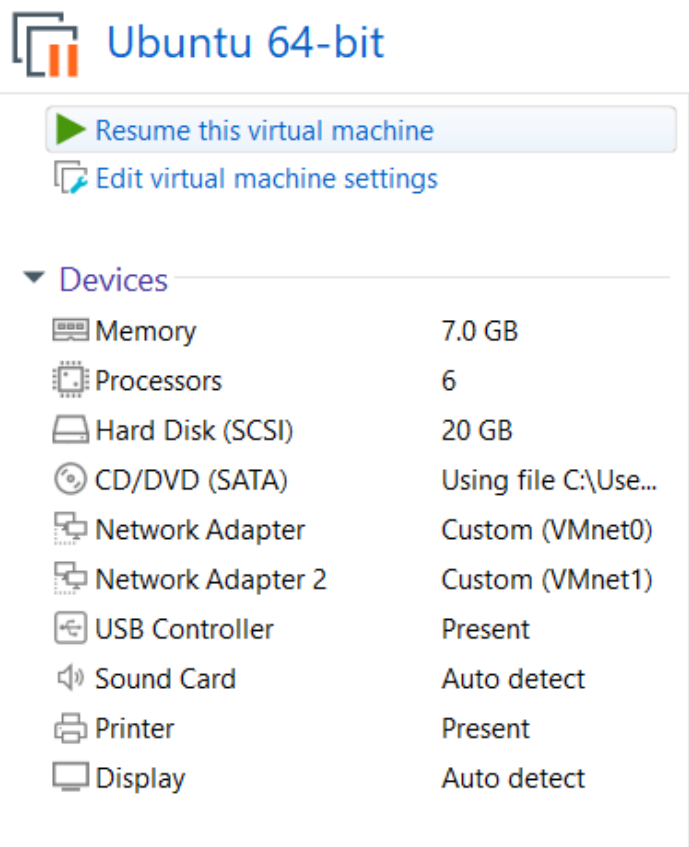 Ubuntu 64-bit
Resume this virtual machine
Edit virtual machine settings
Devices
Memory 7.0 GB
Processors 6
Hard Disk (SCSI) 20 GB
CD/DVD (SATA) Using file C:\Use...
Network Adapter Custom (VMnet0)
Network Adapter 2 Custom (VMnet1)
USB Controller Present
Sound Card Auto detect
Printer Present
Display Auto detect